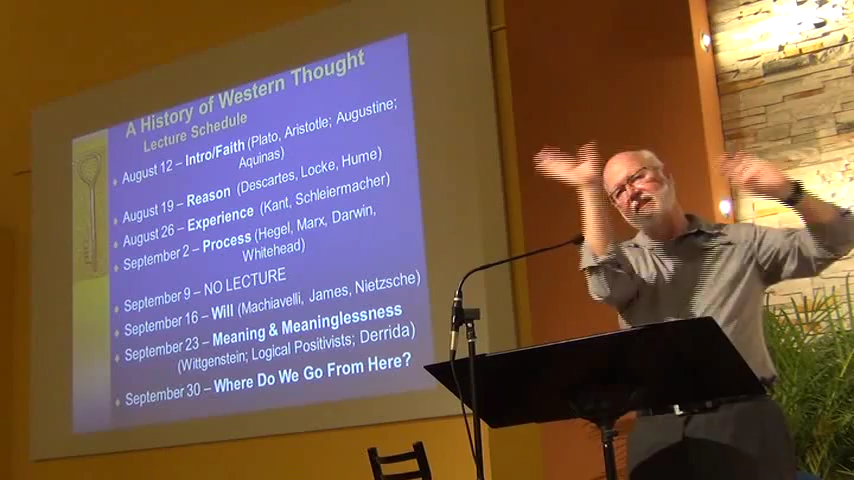 A History of Western Thought
Lecture Schedule
August 12 – Intro/Faith (Plato, Aristotle; Augustine;
Aquinas)
August 19 – Reason (Descartes, Locke, Hume)
August 26 – Experience (Kant, Schleiermacher)
September 2 – Process (Hegel, Marx, Darwin,
Whitehead)
September 9 – NO LECTURE
September 16 – Will (Machiavelli, James, Nietzsche)
September 23 – Meaning & Meaninglessness
(Wittgenstein; Logical Positivists; Derrida)
September 30 – Where Do We Go From Here?